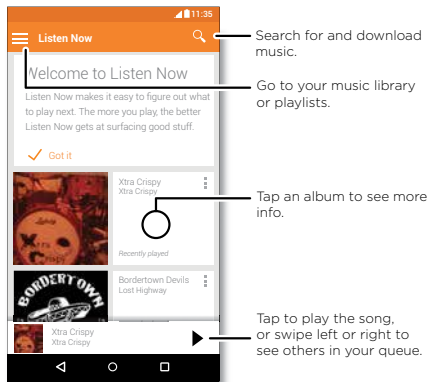 11:35
Listen Now
Search for and download
music.
Welcome to Listen Now
Go to your music library
or playlists.
Listen Now makes it easy to figure out what
to play next. The more you play, the better
Listen Now gets at surfacing good stuff.
Got it
Xtra Crispy
Xtra Crispy
Tap an album to see more
info.
Xtra
Crispy
Recently played
BORDERTOWN
Bordertown Devils
Lost Highway
Xtra Crispy
Xtra Crispy
Tap to play the song,
or swipe left or right to
see others in your queue.